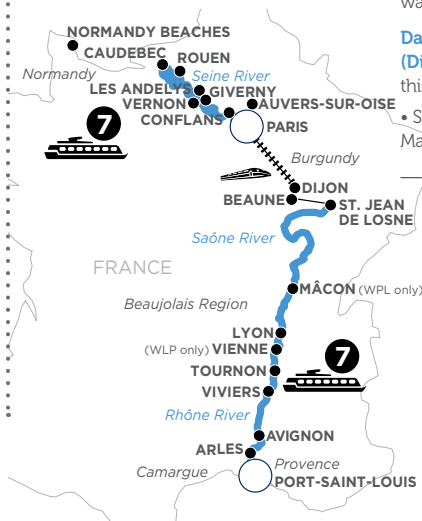 wa
Da
(Di
this
• S
Ma
NORMANDY BEACHES
CAUDEBEC
ROUEN
Normandy
Seine River
LES ANDELYS
GIVERNY
VERNON
AUVERS-SUR-OISE
CONFLANS
PARIS
7
Burgundy
DIJON
BEAUNE
ST. JEAN
DE LOSNE
Saône River
FRANCE
MÂCON (WPL only)
Beaujolais Region
LYON
(WLP only) VIENNE
7
TOURNON
VIVIERS
Rhône River
AVIGNON
ARLES
Camargue
Provence
PORT-SAINT-LOUIS